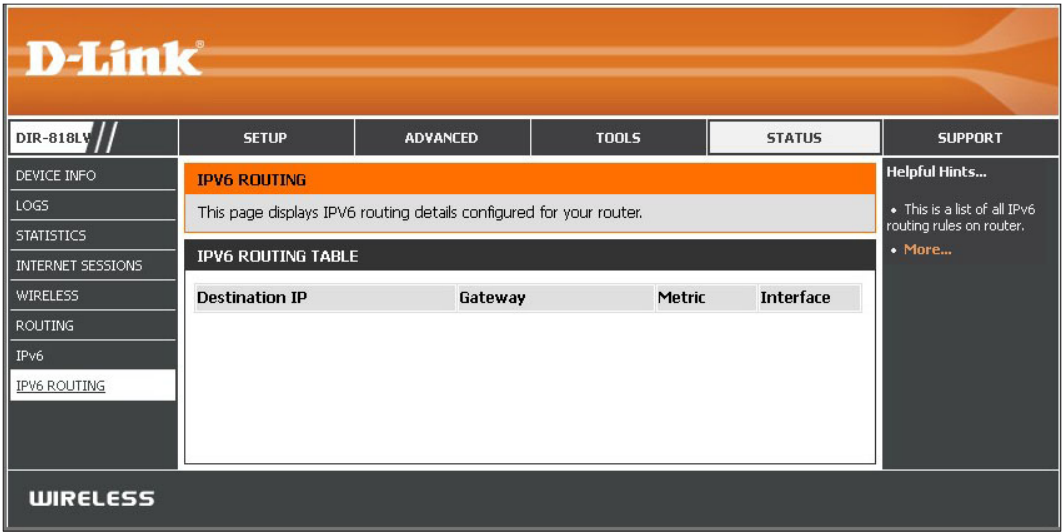 D-Link®
DIR-818LW
SETUP
ADVANCED
TOOLS
STATUS
SUPPORT
DEVICE INFO
LOGS
STATISTICS
INTERNET SESSIONS
WIRELESS
ROUTING
IPv6
IPV6 ROUTING
IPV6 ROUTING
This page displays IPV6 routing details configured for your router.
IPV6 ROUTING TABLE
Destination IP Gateway Metric Interface
Helpful Hints...
• This is a list of all IPv6
routing rules on router.
• More...
WIRELESS